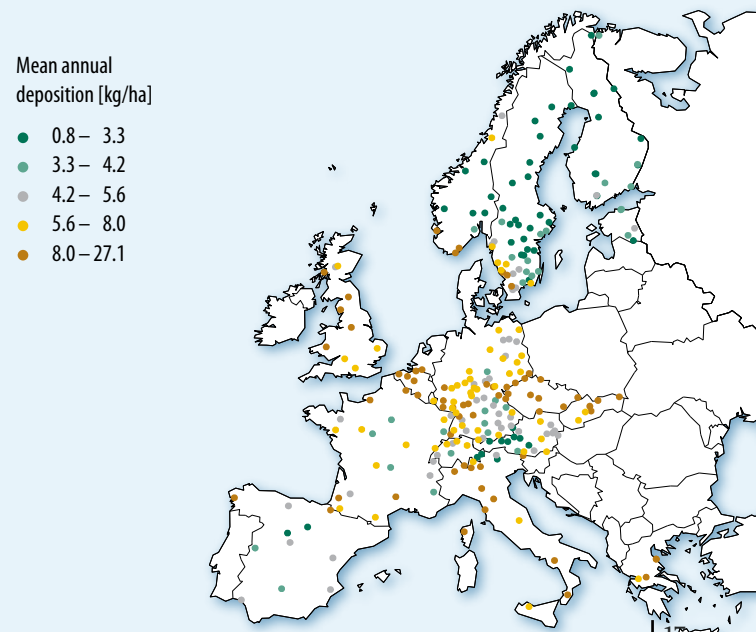 Mean annual
deposition [kg/ha]
0.8 – 3.3
3.3 – 4.2
4.2 – 5.6
5.6 – 8.0
8.0 – 27.1